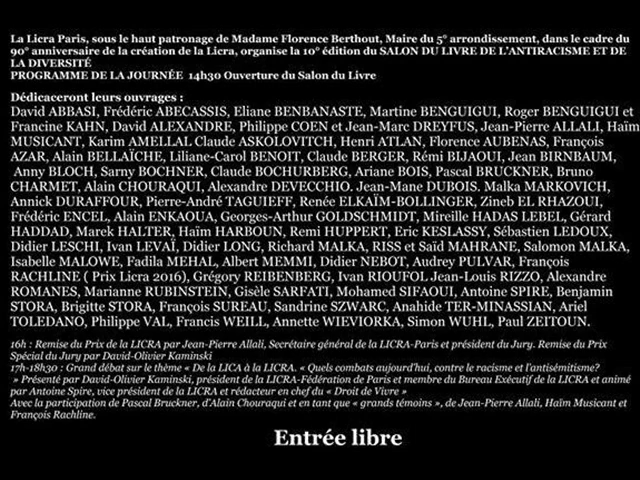 La Licra Paris, sous le haut patronage de Madame Florence Berthout, Maire du 5° arrondissement, dans le cadre du
90° anniversaire de la création de la Licra, organise la 10° édition du SALON DU LIVRE DE L'ANTIRACISME ET DE
LA DIVERSITÉ
PROGRAMME DE LA JOURNÉE 14h30 Ouverture du Salon du Livre
Dédicaceront leurs ouvrages :
David ABBASI, Frédéric ABECASSIS, Eliane BENBANASTE, Martine BENGUIGUI, Roger BENGUIGUI et
Francine KAHN, David ALEXANDRE, Philippe COEN et Jean-Marc DREYFUS, Jean-Pierre ALLALI, Haïm
MUSICANT, Karim AMELLAL Claude ASKOLOVITCH, Henri ATLAN, Florence AUBENAS, François
AZAR, Alain BELLAÏCHE, Liliane-Carol BENOIT, Claude BERGER, Rémi BIJAOUI, Jean BIRNBAUM,
Anny BLOCH, Sarny BOCHNER, Claude BOCHURBERG, Ariane BOIS, Pascal BRUCKNER, Bruno
CHARMET, Alain CHOURAQUI, Alexandre DEVECCHIO. Jean-Mane DUBOIS. Malka MARKOVICH,
Annick DURAFFOUR, Pierre-André TAGUIEFF, Renée ELKAÏM-BOLLINGER, Zineb EL RHAZOUI,
Frédéric ENCEL, Alain ENKAOUA, Georges-Arthur GOLDSCHMIDT, Mireille HADAS LEBEL, Gérard
HADDAD, Marek HALTER, Haïm HARBOUN, Remi HUPPERT, Eric KESLASSY, Sébastien LEDOUX,
Didier LESCHI, Ivan LEVAÏ, Didier LONG, Richard MALKA, RISS et Saïd MAHRANE, Salomon MALKA,
Isabelle MALOWE, Fadila MEHAL, Albert MEMMI, Didier NEBOT, Audrey PULVAR, François
RACHLINE ( Prix Licra 2016), Grégory REIBENBERG, Ivan RIOUFOL Jean-Louis RIZZO, Alexandre
ROMANES, Marianne RUBINSTEIN, Gisèle SARFATI, Mohamed SIFAOUI, Antoine SPIRE, Benjamin
STORA, Brigitte STORA, François SUREAU, Sandrine SZWARC, Anahide TER-MINASSIAN, Ariel
TOLEDANO, Philippe VAL, Francis WEILL, Annette WIEVIORKA, Simon WUHL, Paul ZEITOUN.
16h : Remise du Prix de la LICRA par Jean-Pierre Allali, Secrétaire général de la LICRA-Paris et président du Jury. Remise du Prix
Spécial du Jury par David-Olivier Kaminski
17h-18h30 : Grand débat sur le thème « De la LICA à la LICRA. « Quels combats aujourd'hui, contre le racisme et l'antisémitisme?
» Présenté par David-Olivier Kaminski, président de la LICRA-Fédération de Paris et membre du Bureau Exécutif de la LICRA et animé
par Antoine Spire, vice président de la LICRA et rédacteur en chef du « Droit de Vivre »
Avec la participation de Pascal Bruckner, d'Alain Chouraqui et en tant que « grands témoins », de Jean-Pierre Allali, Haïm Musicant et
François Rachline.
Entrée libre